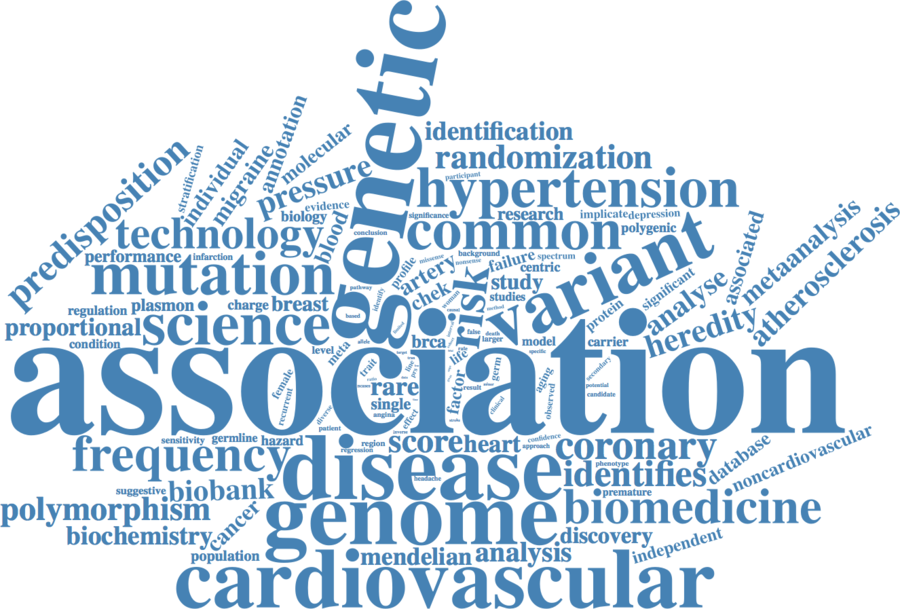 genetic
identification
randomization
participant
hypertension
predisposition
stratification
individual
migraine
annotation
molecular
pressure
evidence
biology
blood
conclusion
significance
research
implicate
depression
common
polygenic
technology
performance
infarction
mutation
pathway
profile
missense
artery
background
nonsense
failure
spectrum
centric
variant
associated
metaanalysis
atherosclerosis
regulation
plasmon
charge
breast
based
identify
chek
woman
risk
study
studies
method
protein
significant
analyse
heredity
proportional
science
condition
level
meta
allele
brca
false
death
larger
model
specific
carrier
association
female
recurrent
trait
target
life
factor
rare
single
angina
effect
result
germ
clinical
aging
observed
secondary
potential
candidate
diverse
patient
frequency
sensitivity
germline
hazard
region
regression
score
heart
confidence
approach
coronary
disease
headache
phenotype
identifies
database
noncardiovascular
suggestive
biobank
premature
polymorphism
genome
biomedicine
biochemistry
cancer
discovery
independent
population
mendelian
analysis
cardiovascular